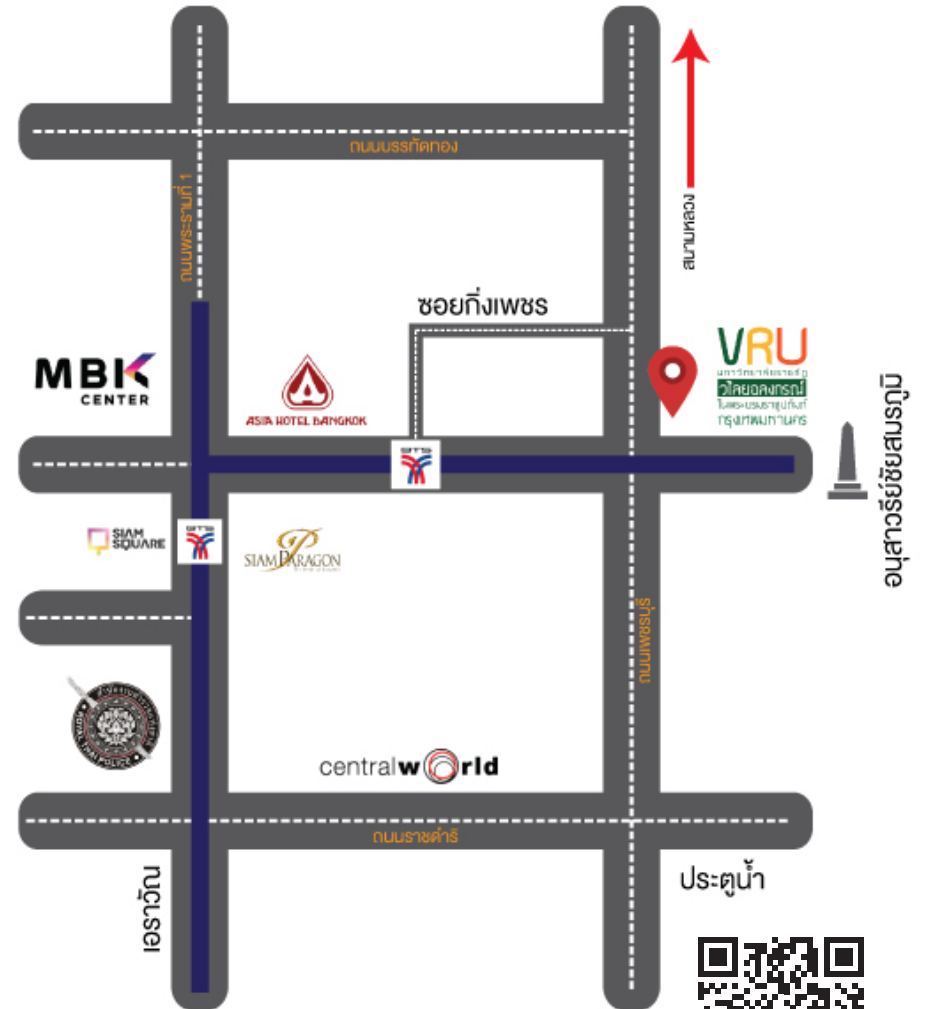 ถนนบรรทัดทอง
ถนนพระรามที่ 1
สนามหลวง
ซอยกิ่งเพชร
MBK
CENTER
ASIA HOTEL BANGKOK
VRU
มหาวิทยาลัยราชภัฏ
วไลยอลงกรณ์
ในพระบรมราชูปถัมภ์
กรุงเทพมหานคร
อนุสาวรีย์ชัยสมรภูมิ
BTS
SIAM
SQUARE
BTS
SIAM PARAGON
ถนนเพชรบุรี
ROYAL THAI POLICE
centralwOrld
ถนนราชดำริ
เอราวัณ
ประตูน้ำ